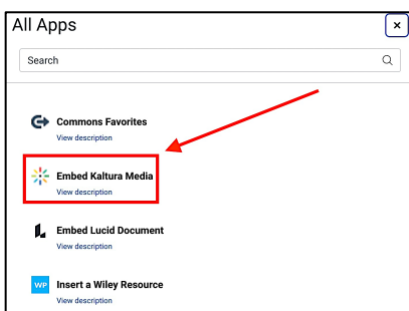 All Apps
×
Search
Commons Favorites
View description
Embed Kaltura Media
View description
Embed Lucid Document
View description
WP Insert a Wiley Resource
View description